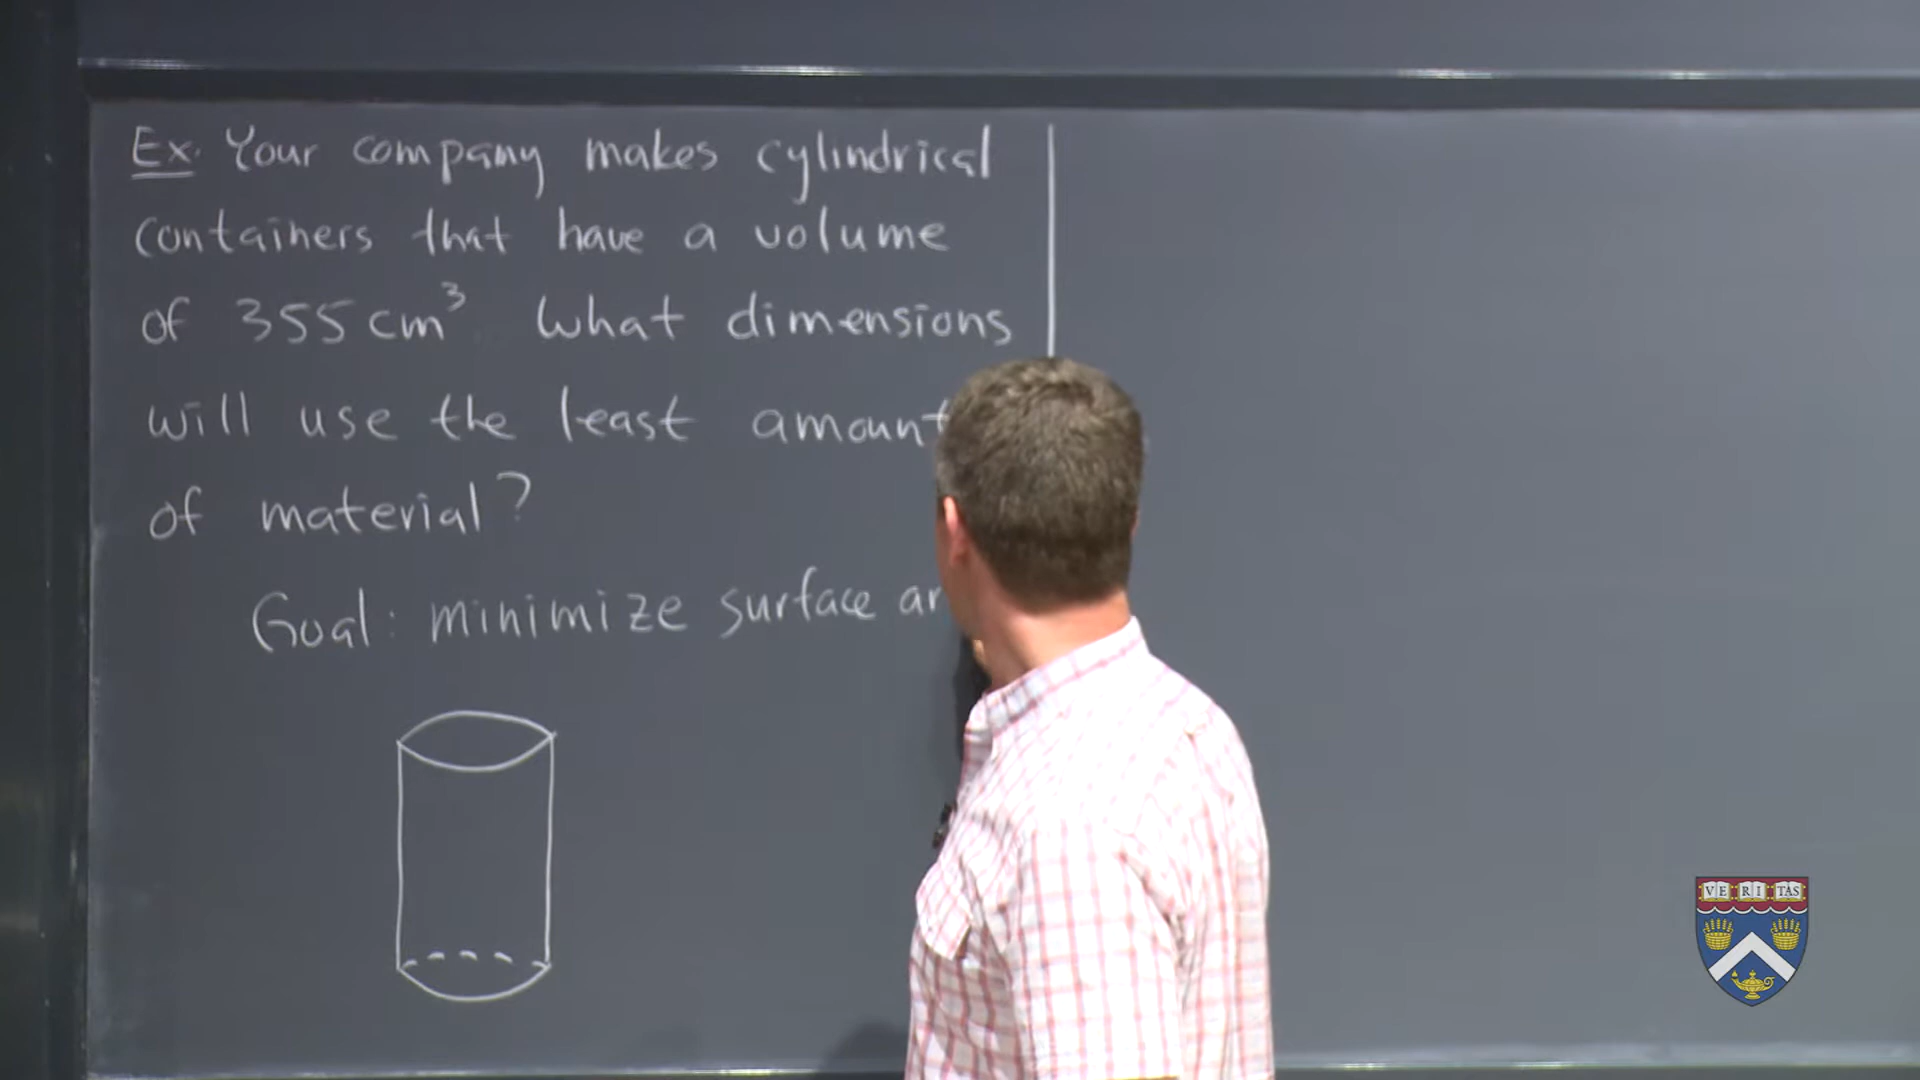 Ex. Your company makes cylindrical
containers that have a volume
of 355 cm³. What dimensions
will use the least amount
of material?
Goal: minimize surface ar
VE RI TAS